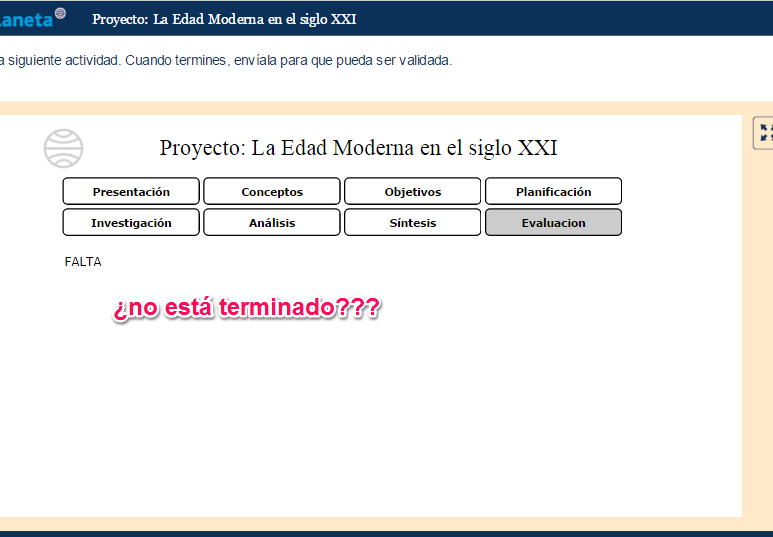 laneta Proyecto: La Edad Moderna en el siglo XXI
a siguiente actividad. Cuando termines, envíala para que pueda ser validada.
Proyecto: La Edad Moderna en el siglo XXI
Presentación Conceptos Objetivos Planificación
Investigación Análisis Síntesis Evaluacion
FALTA
¿no está terminado???